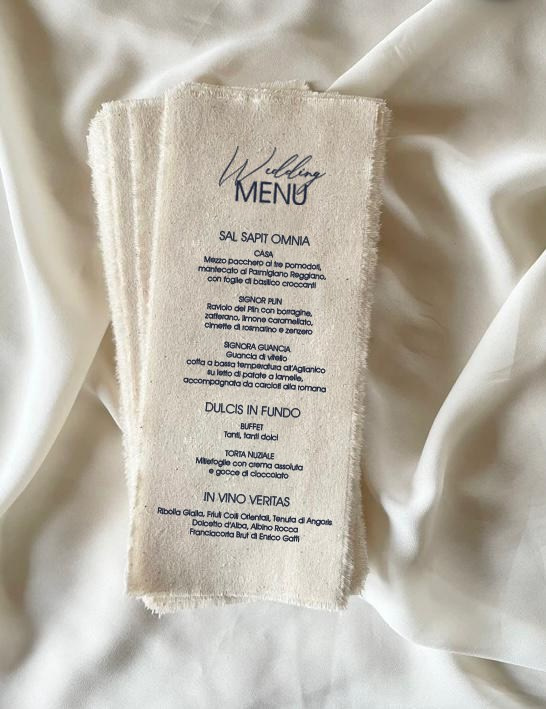 Wedding
MENU
SAL SAPIT OMNIA
CASA
Mezzo pacchero ai tre pomodori,
mantecato al Parmigiano Reggiano,
con foglie di basilico croccanti
SIGNOR PLIN
Raviolo del Plin con borragine,
zafferano, limone caramellato,
cimette di rosmarino e zenzero
SIGNORA GUANCIA
Guancia di vitello
cotta a bassa temperatura all'Aglianico
su letto di patate a lamelle,
accompagnata da carciofi alla romana
DULCIS IN FUNDO
BUFFET
Tanti, tanti dolci
TORTA NUZIALE
Millefoglie con crema assoluta
e gocce di cioccolato
IN VINO VERITAS
Ribolla Gialla, Friuli Colli Orientali, Tenuta di Angoris
Dolcetto d'Alba, Albino Rocca
Franciacorta Brut di Enrico Gatti